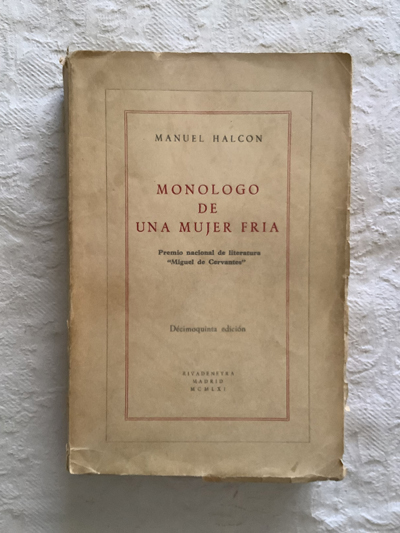 MANUEL HALCON
MONOLOGO
DE
UNA MUJER FRIA
Premio nacional de literatura
"Miguel de Cervantes"
Décimoquinta edición
RIVADENEYRA
MADRID
MCMLXI